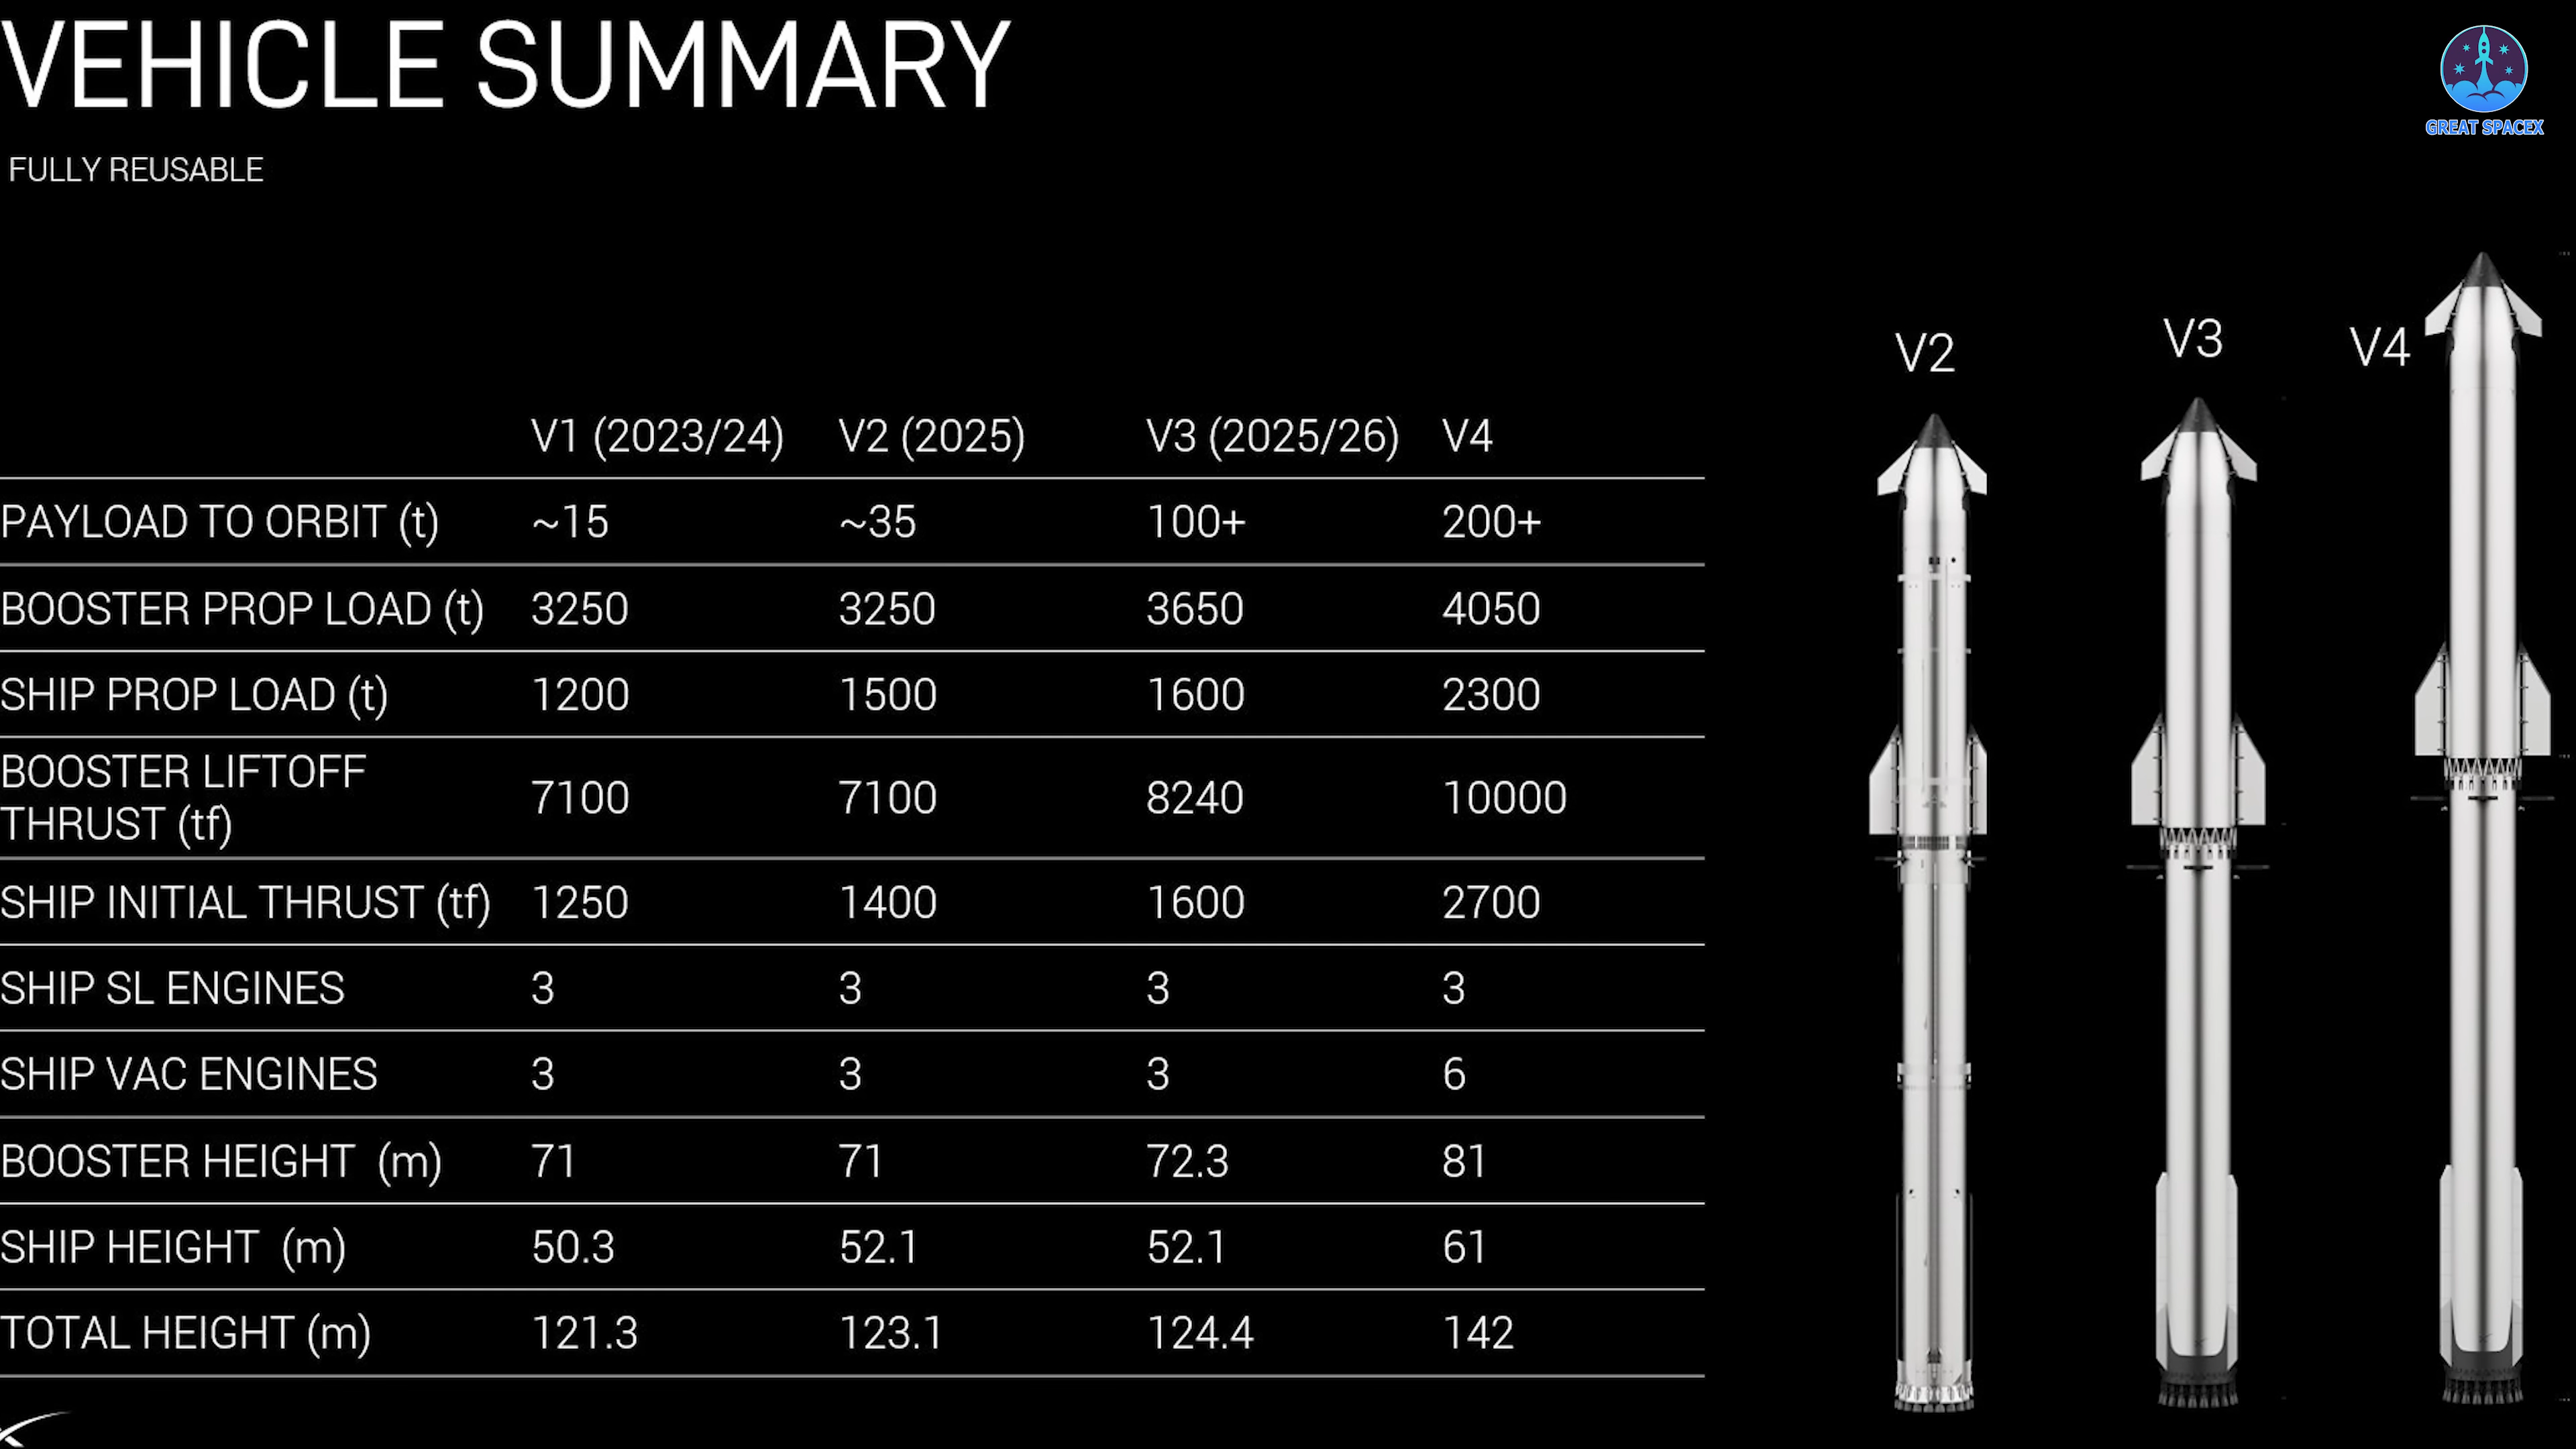 VEHICLE SUMMARY
GREAT SPACEX
FULLY REUSABLE
V2
V3
V4
V1 (2023/24) V2 (2025) V3 (2025/26) V4
PAYLOAD TO ORBIT (t) ~15 ~35 100+ 200+
BOOSTER PROP LOAD (t) 3250 3250 3650 4050
SHIP PROP LOAD (t) 1200 1500 1600 2300
BOOSTER LIFTOFF
THRUST (tf) 7100 7100 8240 10000
SHIP INITIAL THRUST (tf) 1250 1400 1600 2700
SHIP SL ENGINES 3 3 3 3
SHIP VAC ENGINES 3 3 3 6
BOOSTER HEIGHT (m) 71 71 72.3 81
SHIP HEIGHT (m) 50.3 52.1 52.1 61
TOTAL HEIGHT (m) 121.3 123.1 124.4 142